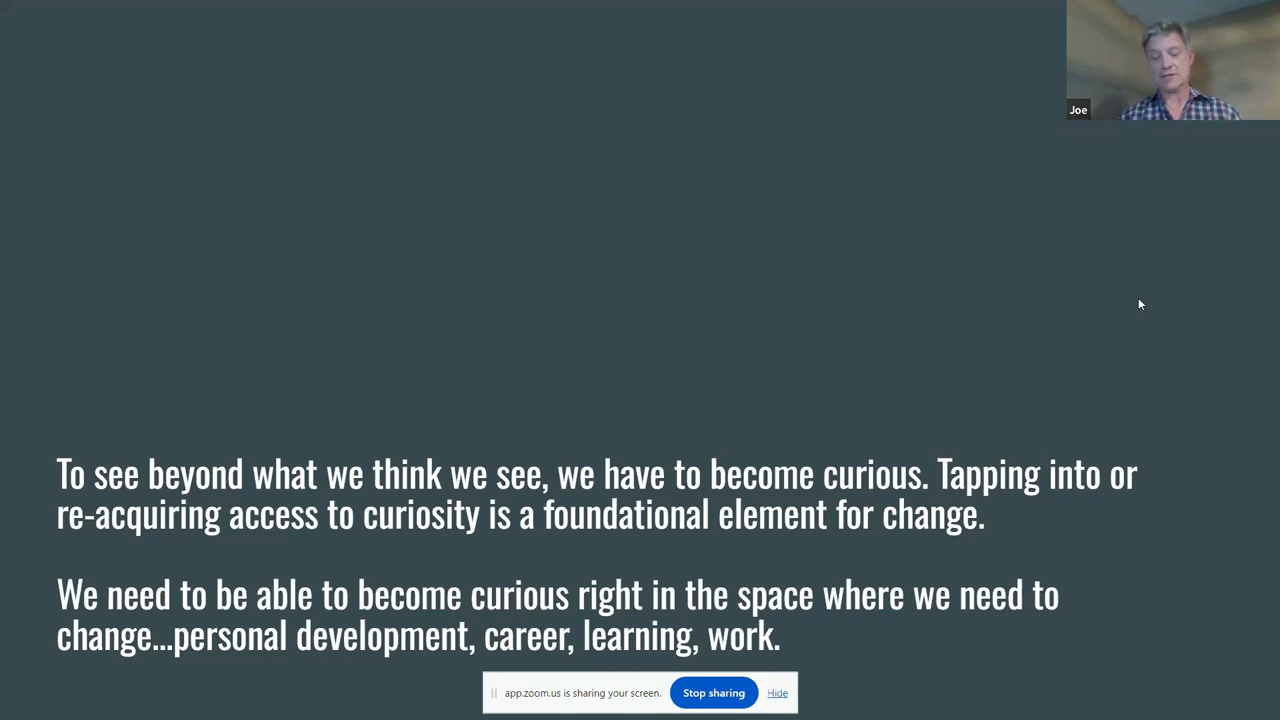 Joe
To see beyond what we think we see, we have to become curious. Tapping into or
re-acquiring access to curiosity is a foundational element for change.
We need to be able to become curious right in the space where we need to
change...personal development, career, learning, work.
app.zoom.us is sharing your screen. Stop sharing Hide